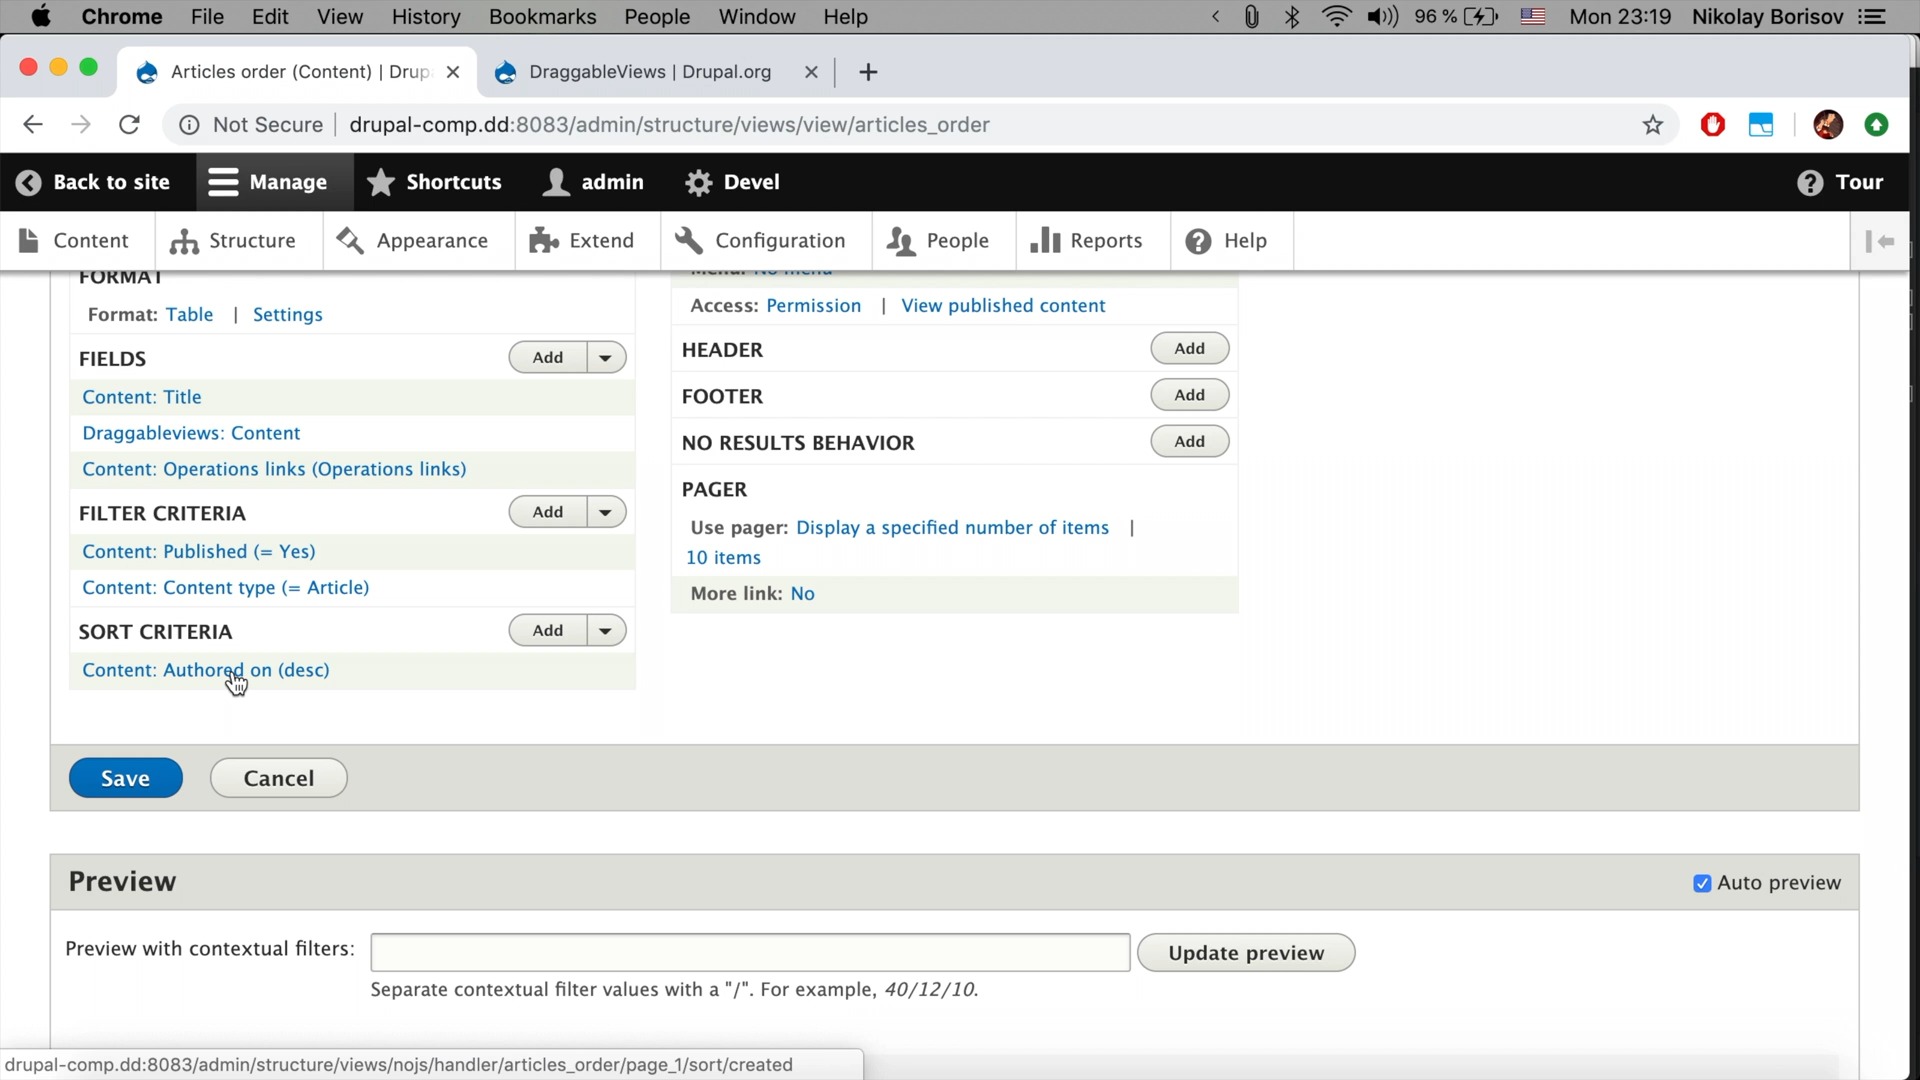 Chrome File Edit View History Bookmarks People Window Help 96 % Mon 23:19 Nikolay Borisov
Articles order (Content) | Drup DraggableViews | Drupal.org
Not Secure drupal-comp.dd:8083/admin/structure/views/view/articles_order
Back to site Manage Shortcuts admin Devel Tour
Content Structure Appearance Extend Configuration People Reports Help
FORMAT
Format: Table | Settings
FIELDS Add
Content: Title
Draggableviews: Content
Content: Operations links (Operations links)
FILTER CRITERIA Add
Content: Published (= Yes)
Content: Content type (= Article)
SORT CRITERIA Add
Content: Authored on (desc)
Menu: No menu
Access: Permission | View published content
HEADER Add
FOOTER Add
NO RESULTS BEHAVIOR Add
PAGER
Use pager: Display a specified number of items |
10 items
More link: No
Save Cancel
Preview Auto preview
Preview with contextual filters: Update preview
Separate contextual filter values with a "/". For example, 40/12/10.
drupal-comp.dd:8083/admin/structure/views/nojs/handler/articles_order/page_1/sort/created